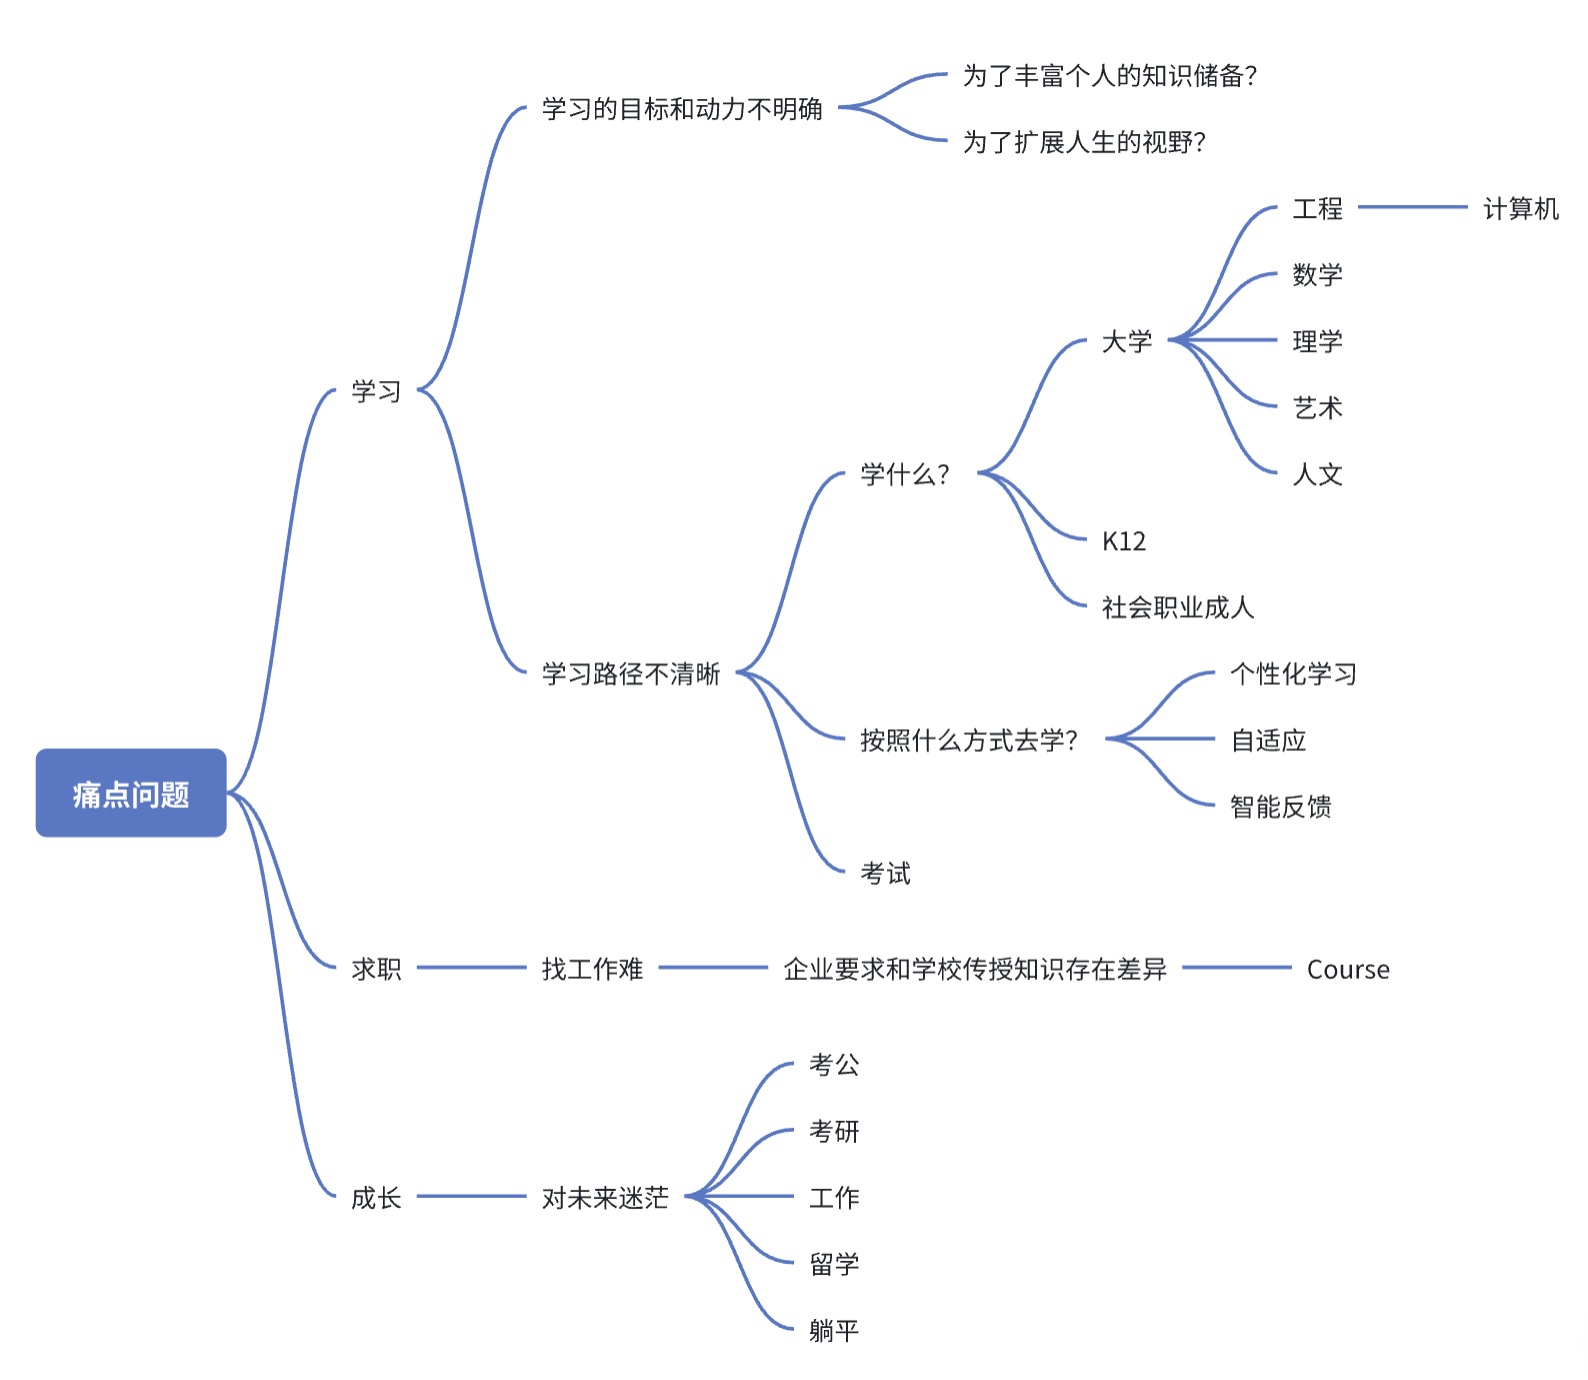 为了丰富个人的知识储备？
学习的目标和动力不明确
为了扩展人生的视野？
工程
计算机
数学
大学
理学
学习
艺术
学什么？
人文
K12
社会职业成人
学习路径不清晰
个性化学习
按照什么方式去学？
自适应
痛点问题
智能反馈
考试
求职
找工作难
企业要求和学校传授知识存在差异
Course
考公
考研
成长
对未来迷茫
工作
留学
躺平